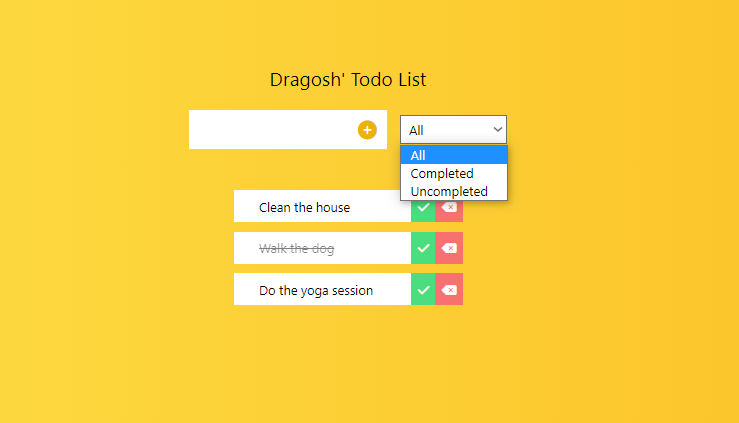 Dragosh' Todo List
All
All
Completed
Uncompleted
Clean the house
Walk the dog
Do the yoga session